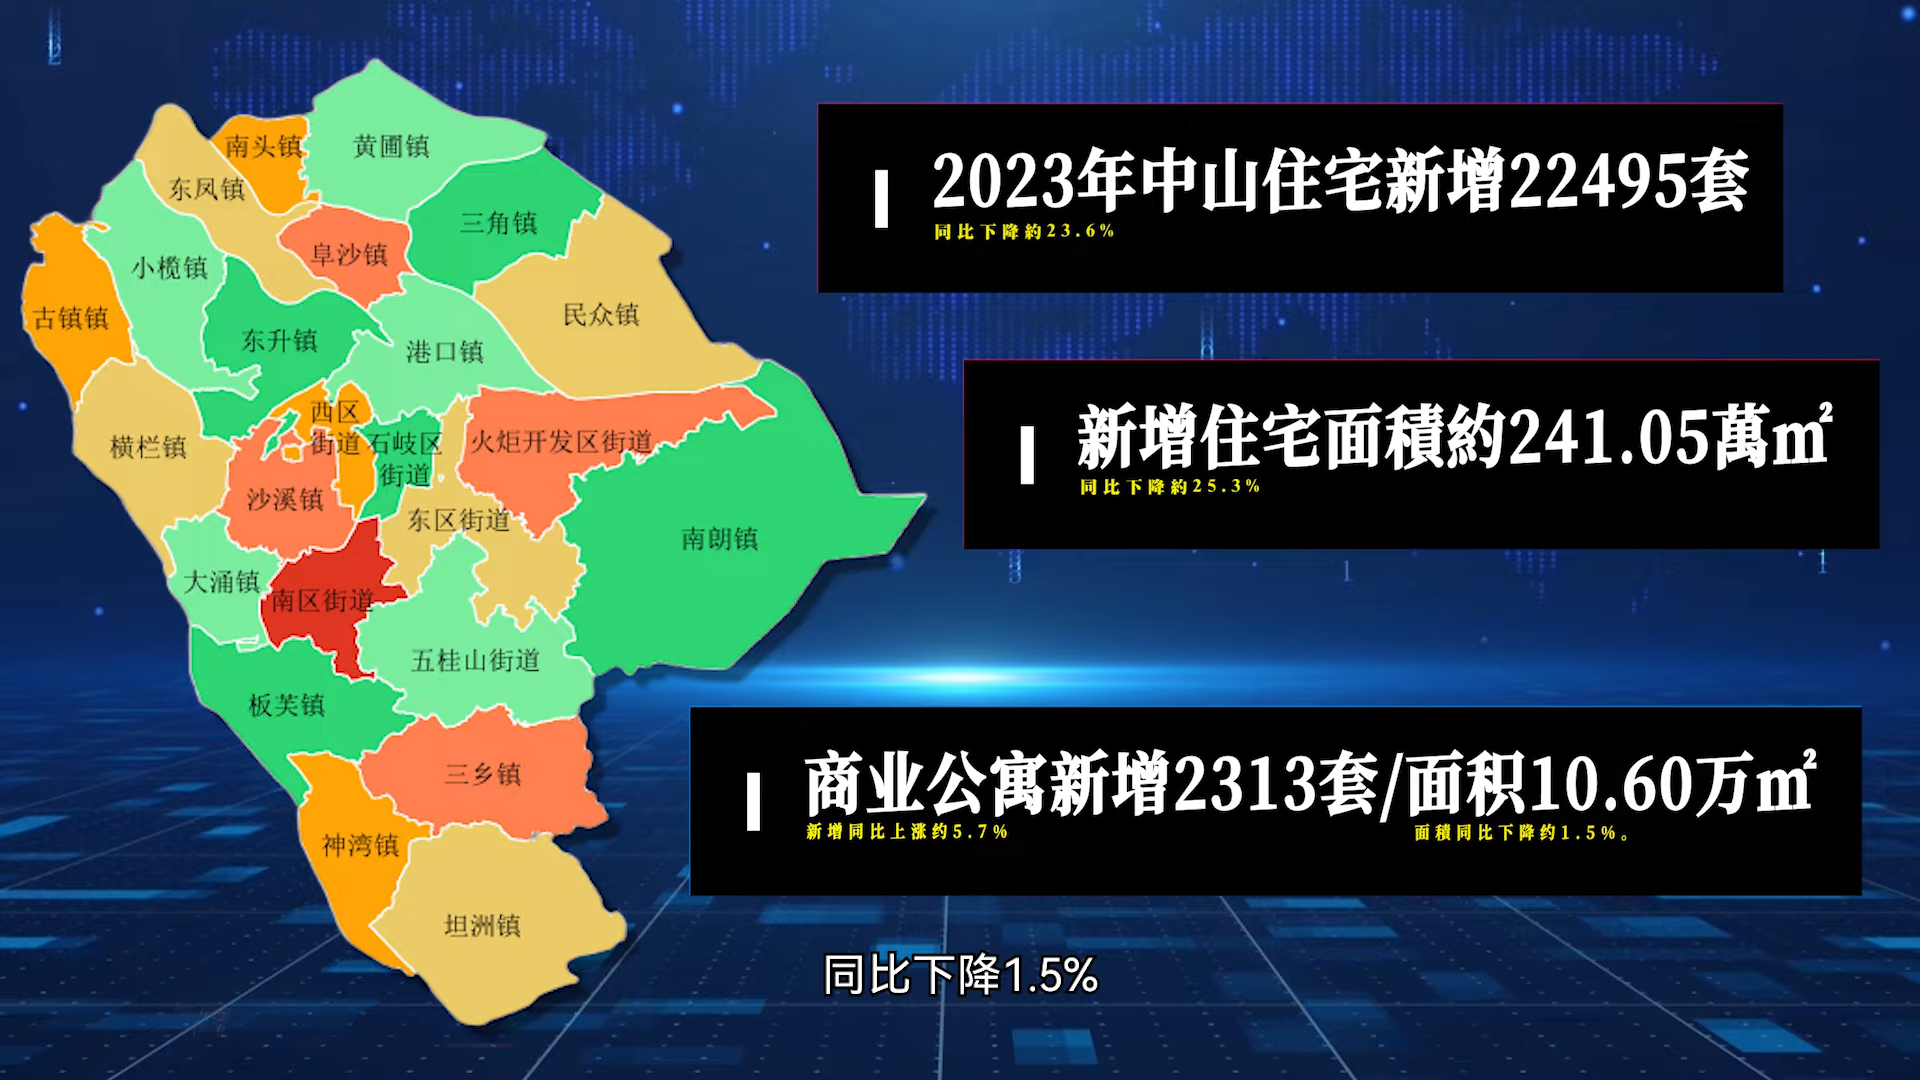 南头镇
黄圃镇
东凤镇
三角镇
阜沙镇
小榄镇
古镇镇
民众镇
东升镇
港口镇
西区
街道
石岐区
街道
火炬开发区街道
横栏镇
沙溪镇
东区街道
南朗镇
大涌镇
南区街道
五桂山街道
板芙镇
三乡镇
神湾镇
坦洲镇
2023年中山住宅新增22495套
同比下降約23.6%
新增住宅面積約241.05萬㎡
同比下降約25.3%
商业公寓新增2313套/面积10.60万㎡
新增同比上涨约5.7%
面積同比下降约1.5%。
同比下降1.5%